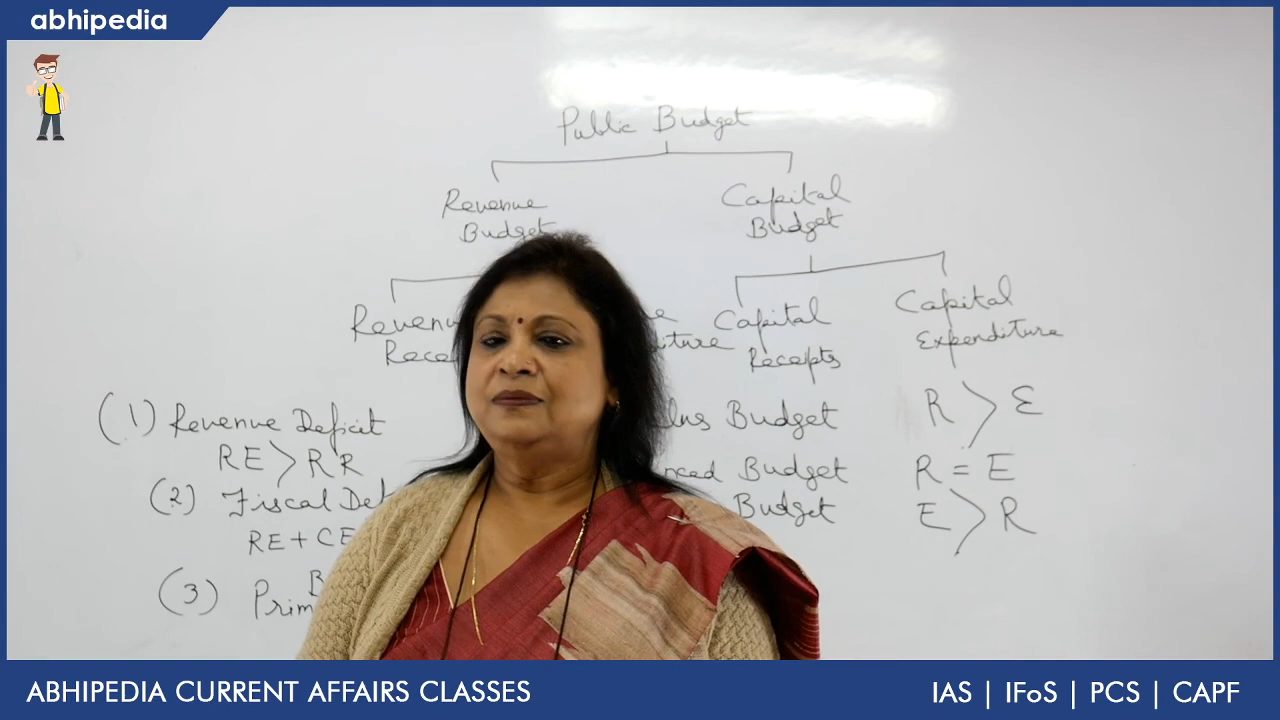 abhipedia
Public Budget
Revenue
Budget
Capital
Budget
Capital
Receipts
Capital
Expenditure
(1) Revenue Deficit
RE > RR
(2) Fiscal
RE + CE
(3)
Budget
R > E
Budget
R = E
Budget
E > R
ABHIPEDIA CURRENT AFFAIRS CLASSES
IAS | IFoS | PCS | CAPF